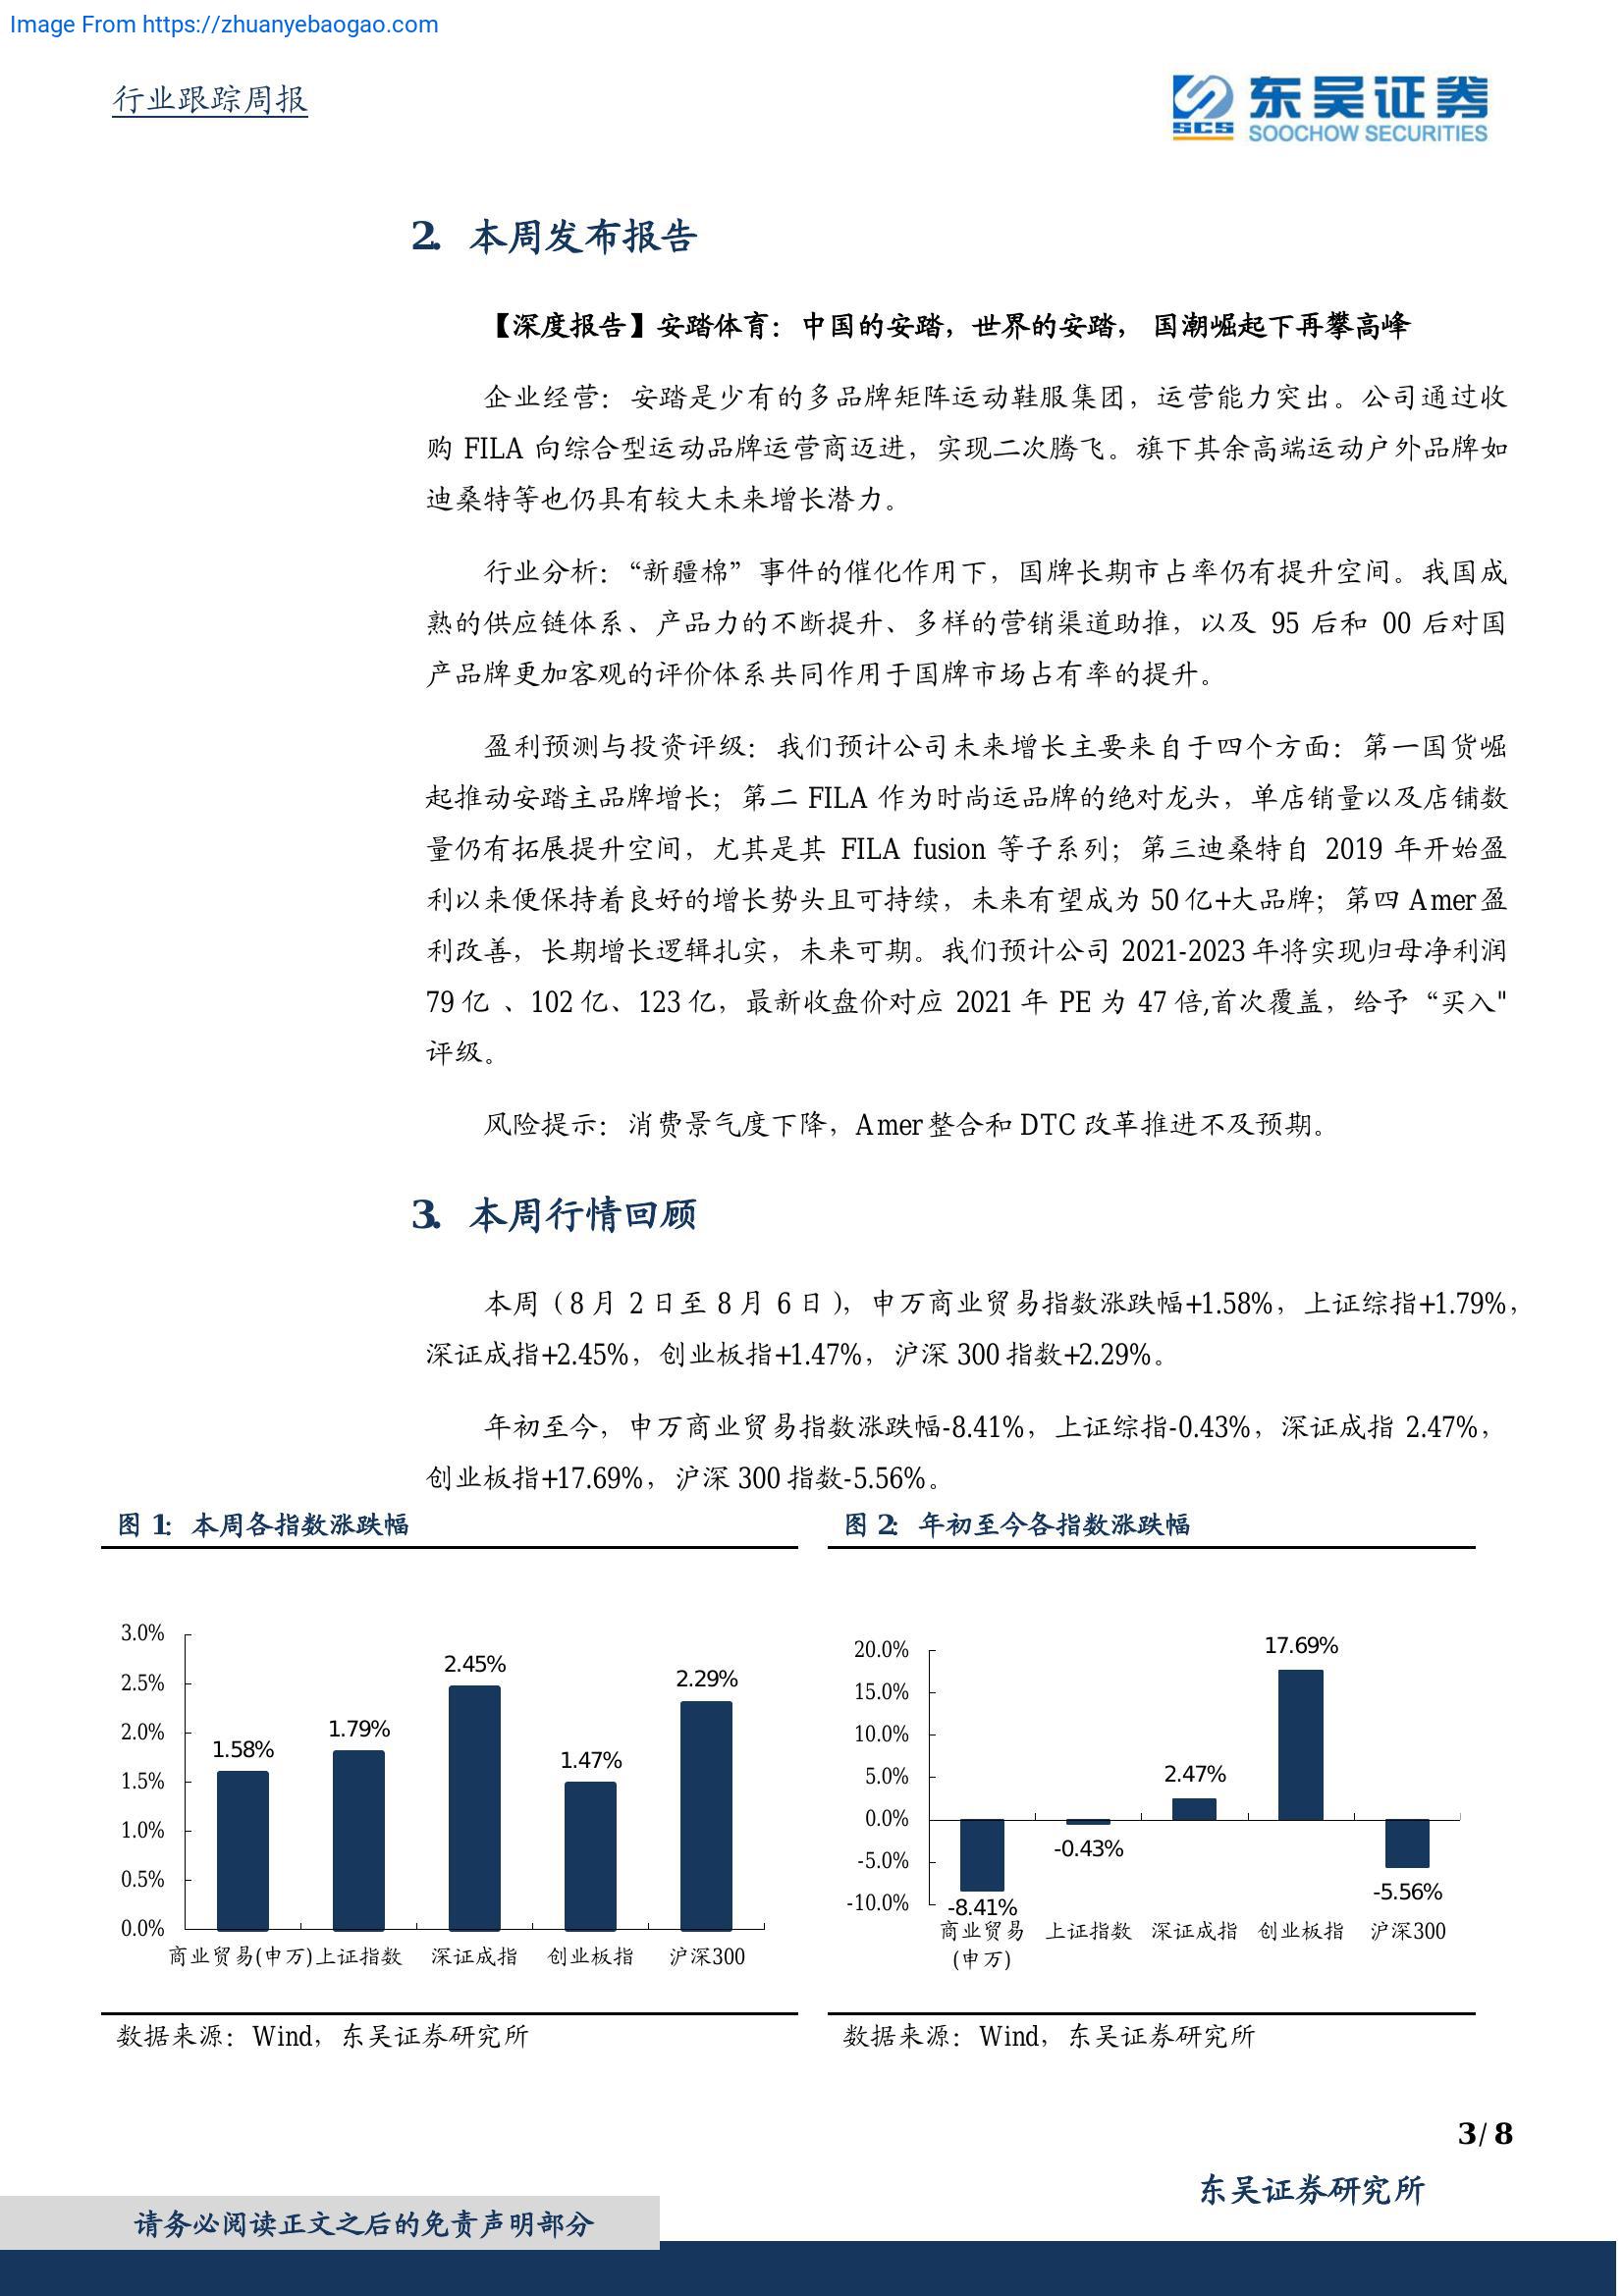 Image From https://zhuanyebaogao.com
行业跟踪周报
SCS 东吴证券
SOOCHOW SECURITIES
2. 本周发布报告
【深度报告】安踏体育：中国的安踏，世界的安踏， 国潮崛起下再攀高峰
企业经营：安踏是少有的多品牌矩阵运动鞋服集团，运营能力突出。公司通过收
购 FILA 向综合型运动品牌运营商迈进，实现二次腾飞。旗下其余高端运动户外品牌如
迪桑特等也仍具有较大未来增长潜力。
行业分析：“新疆棉”事件的催化作用下，国牌长期市占率仍有提升空间。我国成
熟的供应链体系、产品力的不断提升、多样的营销渠道助推，以及 95 后和 00 后对国
产品牌更加客观的评价体系共同作用于国牌市场占有率的提升。
盈利预测与投资评级：我们预计公司未来增长主要来自于四个方面：第一国货崛
起推动安踏主品牌增长；第二 FILA 作为时尚运品牌的绝对龙头，单店销量以及店铺数
量仍有拓展提升空间，尤其是其 FILA fusion 等子系列；第三迪桑特自 2019 年开始盈
利以来便保持着良好的增长势头且可持续，未来有望成为 50 亿+大品牌；第四 Amer 盈
利改善，长期增长逻辑扎实，未来可期。我们预计公司 2021-2023 年将实现归母净利润
79 亿 、102 亿、123 亿，最新收盘价对应 2021 年 PE 为 47 倍,首次覆盖，给予“买入"
评级。
风险提示：消费景气度下降，Amer 整合和 DTC 改革推进不及预期。
3. 本周行情回顾
本周（8 月 2 日至 8 月 6 日），申万商业贸易指数涨跌幅+1.58%，上证综指+1.79%，
深证成指+2.45%，创业板指+1.47%，沪深 300 指数+2.29%。
年初至今，申万商业贸易指数涨跌幅-8.41%，上证综指-0.43%，深证成指 2.47%，
创业板指+17.69%，沪深 300 指数-5.56%。
图 1： 本周各指数涨跌幅
3.0%
2.5%
2.0%
1.5%
1.0%
0.5%
0.0%
1.58%
1.79%
2.45%
1.47%
2.29%
商业贸易(申万) 上证指数 深证成指 创业板指 沪深300
数据来源：Wind，东吴证券研究所
图 2： 年初至今各指数涨跌幅
20.0%
15.0%
10.0%
5.0%
0.0%
-5.0%
-10.0%
-8.41%
-0.43%
2.47%
17.69%
-5.56%
商业贸易 上证指数 深证成指 创业板指 沪深300
(申万)
数据来源：Wind，东吴证券研究所
3 / 8
东吴证券研究所
请务必阅读正文之后的免责声明部分